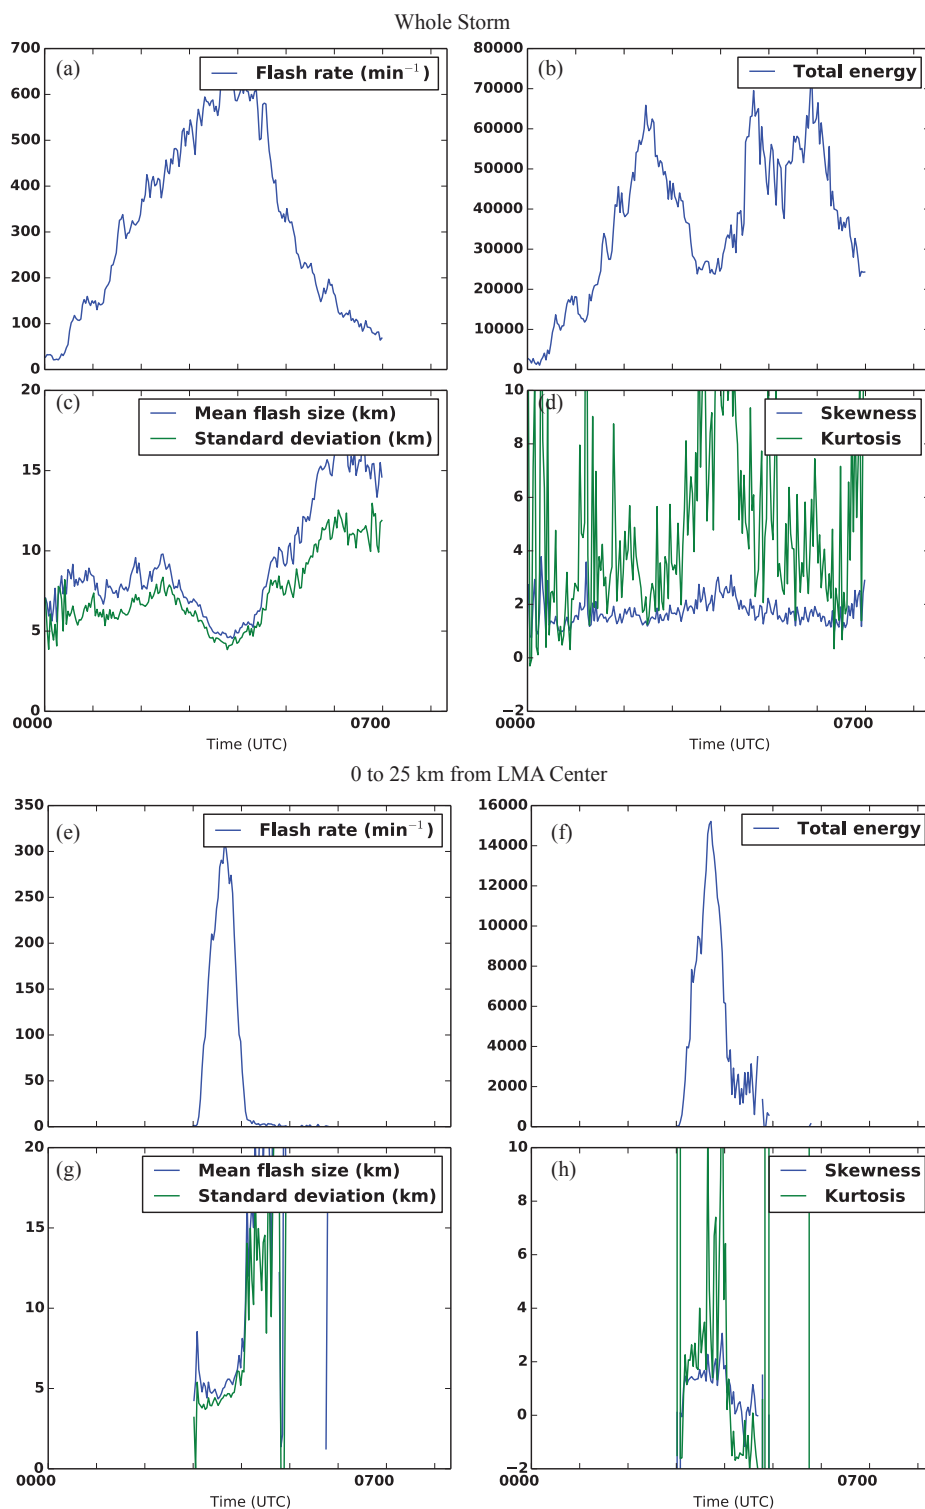 Whole Storm
(a)
Flash rate (min⁻¹)
700
600
500
400
300
200
100
0
(b)
Total energy
80000
70000
60000
50000
40000
30000
20000
10000
0
(c)
Mean flash size (km)
Standard deviation (km)
20
15
10
5
0
0000
0700
Time (UTC)
(d)
Skewness
Kurtosis
10
8
6
4
2
0
−2
0000
0700
Time (UTC)
0 to 25 km from LMA Center
(e)
Flash rate (min⁻¹)
350
300
250
200
150
100
50
0
(f)
Total energy
16000
14000
12000
10000
8000
6000
4000
2000
0
(g)
Mean flash size (km)
Standard deviation (km)
20
15
10
5
0
0000
0700
Time (UTC)
(h)
Skewness
Kurtosis
10
8
6
4
2
0
−2
0000
0700
Time (UTC)